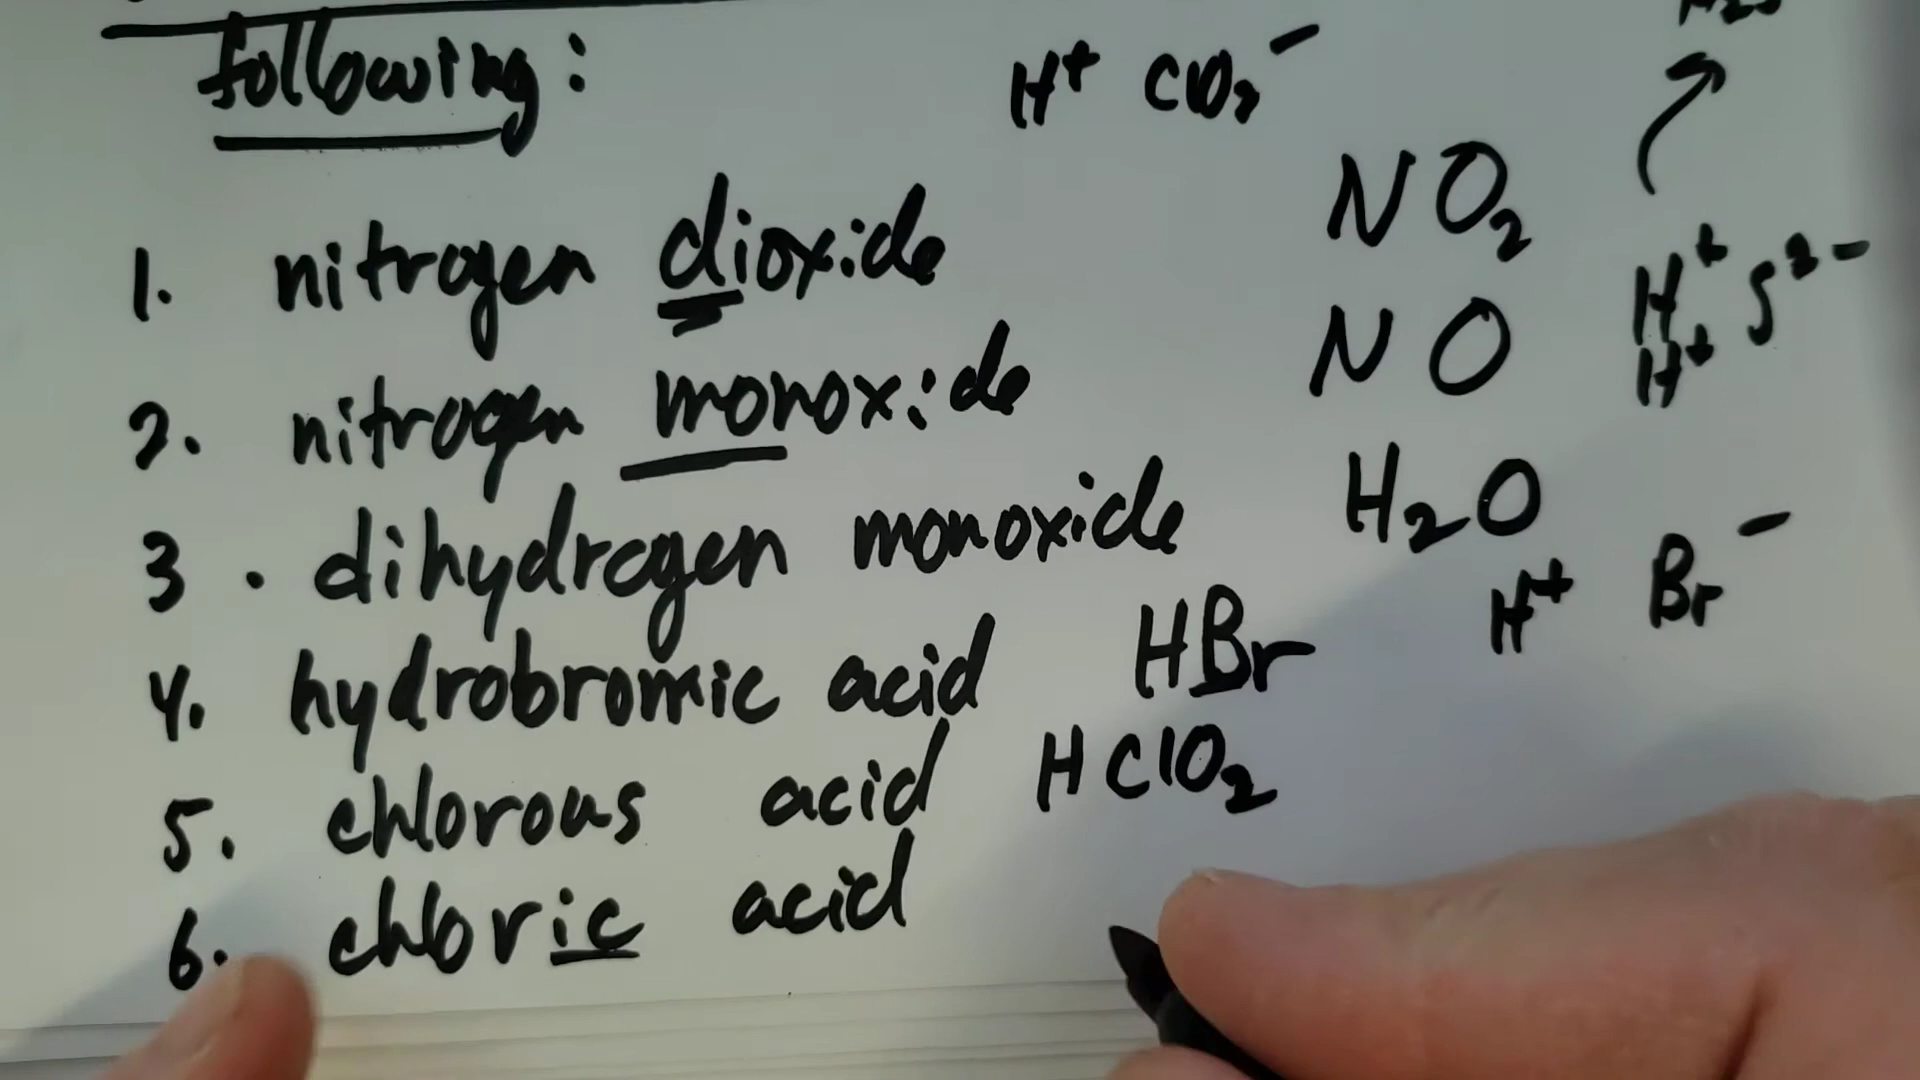 following:
H⁺ ClO₂⁻
1. nitrogen dioxide NO₂
H⁺ S²⁻
H⁺
2. nitrogen monoxide NO
3. dihydrogen monoxide H₂O
H⁺ Br⁻
4. hydrobromic acid HBr
5. chlorous acid HClO₂
6. chloric acid